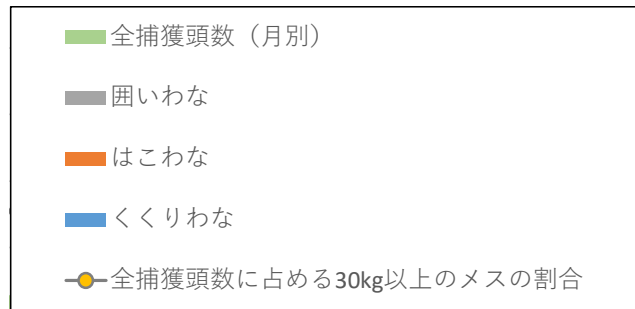 全捕獲頭数（月別）
囲いわな
はこわな
くくりわな
全捕獲頭数に占める30kg以上のメスの割合